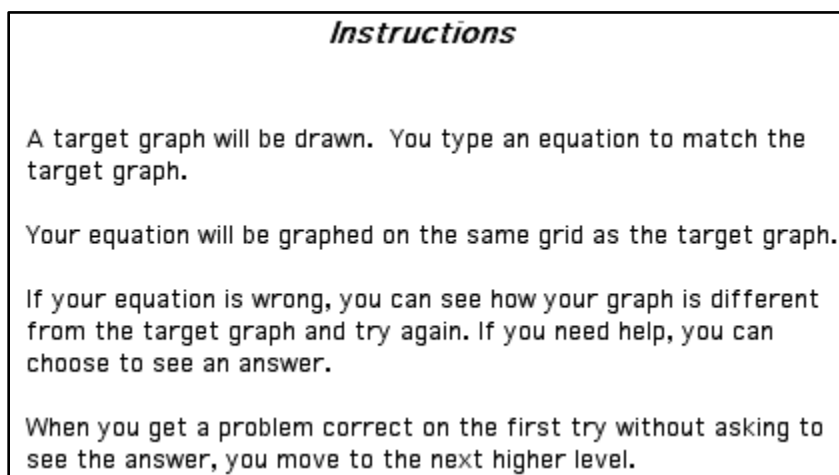 Instructions
A target graph will be drawn.  You type an equation to match the
target graph.
Your equation will be graphed on the same grid as the target graph.
If your equation is wrong, you can see how your graph is different
from the target graph and try again. If you need help, you can
choose to see an answer.
When you get a problem correct on the first try without asking to
see the answer, you move to the next higher level.